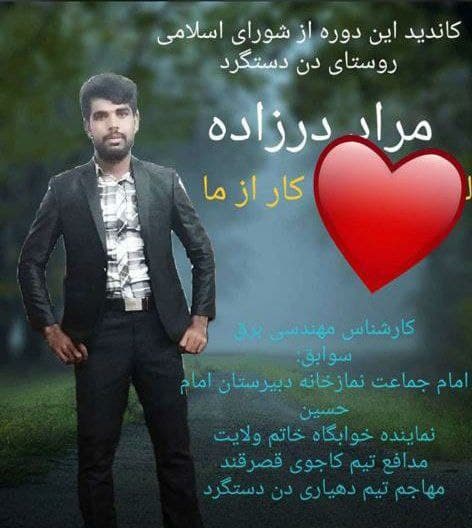 کاندید این دوره از شورای اسلامی
روستای دن دستگرد
مراد درزاده
کار از ما
کارشناس مهندسی برق
سوابق:
امام جماعت نمازخانه دبیرستان امام
حسین
نماینده خوابگاه خاتم ولایت
مدافع تیم کاجوی قصرقند
مهاجم تیم دهیاری دن دستگرد